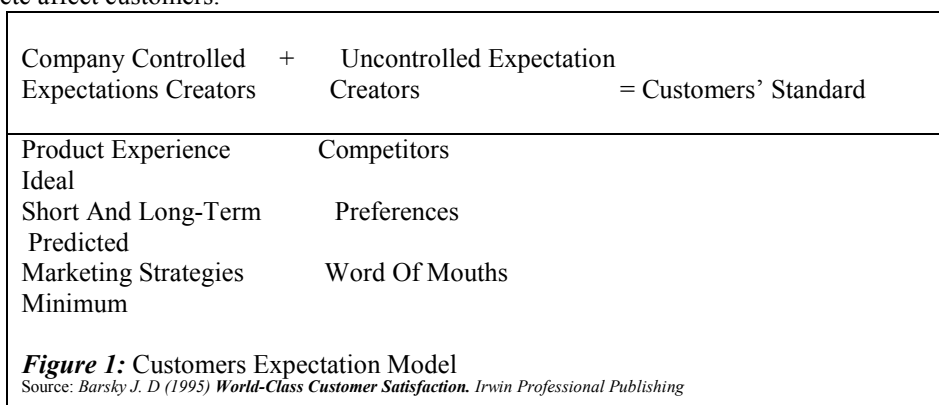 affect customers.
Company Controlled + Uncontrolled Expectation
Expectations Creators Creators = Customers’ Standard
Product Experience Competitors
Ideal
Short And Long-Term Preferences
Predicted
Marketing Strategies Word Of Mouths
Minimum
Figure 1: Customers Expectation Model
Source: Barsky J. D (1995) World-Class Customer Satisfaction. Irwin Professional Publishing